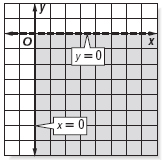 y
O
x
y = 0
x = 0